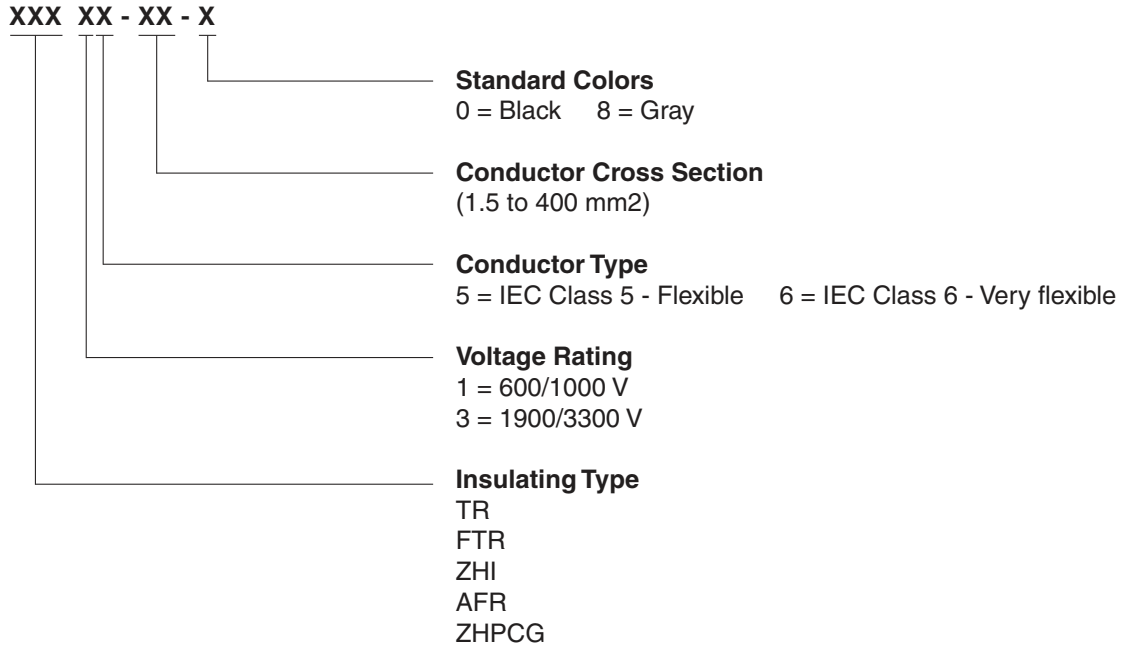 XXX XX - XX - X
Standard Colors
0 = Black 8 = Gray
Conductor Cross Section
(1.5 to 400 mm2)
Conductor Type
5 = IEC Class 5 - Flexible 6 = IEC Class 6 - Very flexible
Voltage Rating
1 = 600/1000 V
3 = 1900/3300 V
Insulating Type
TR
FTR
ZHI
AFR
ZHPCG